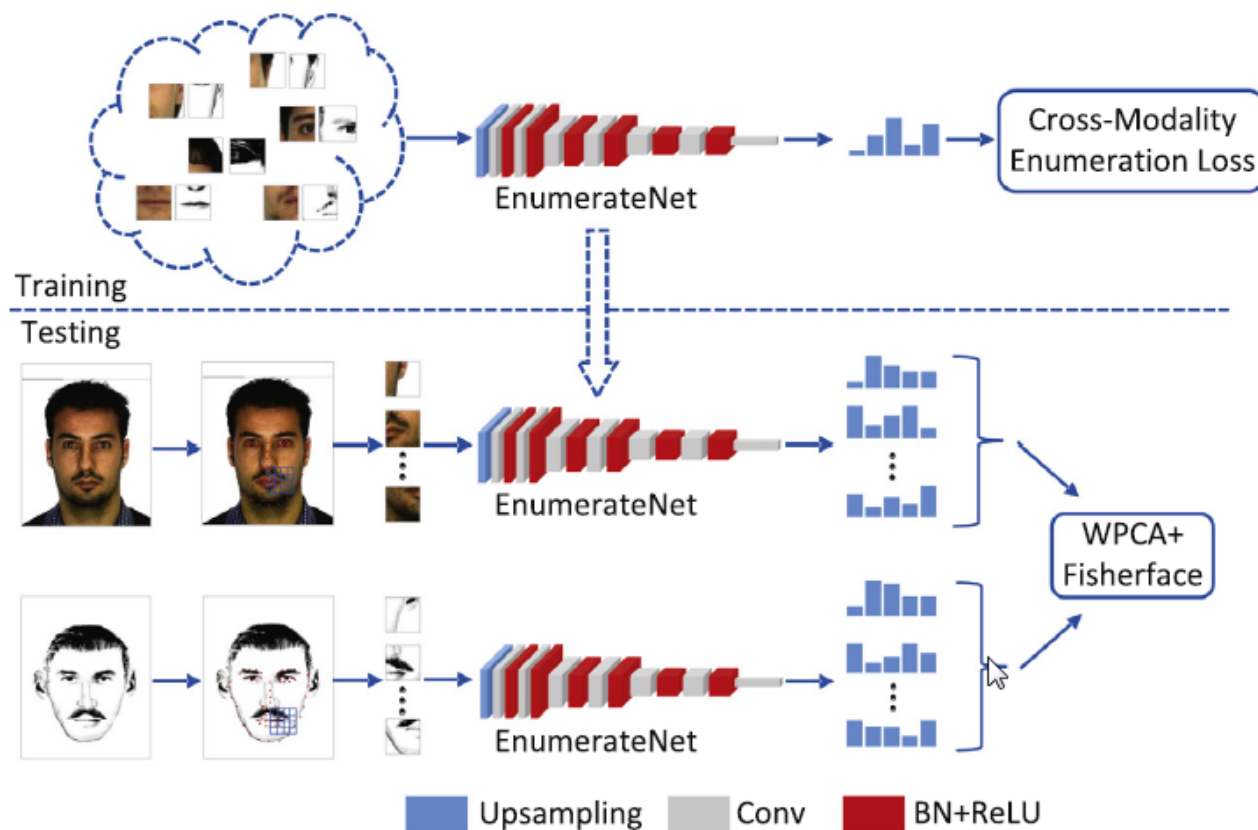 Cross-Modality
Enumeration Loss
EnumerateNet
Training
Testing
EnumerateNet
WPCA+
Fisherface
EnumerateNet
Upsampling
Conv
BN+ReLU